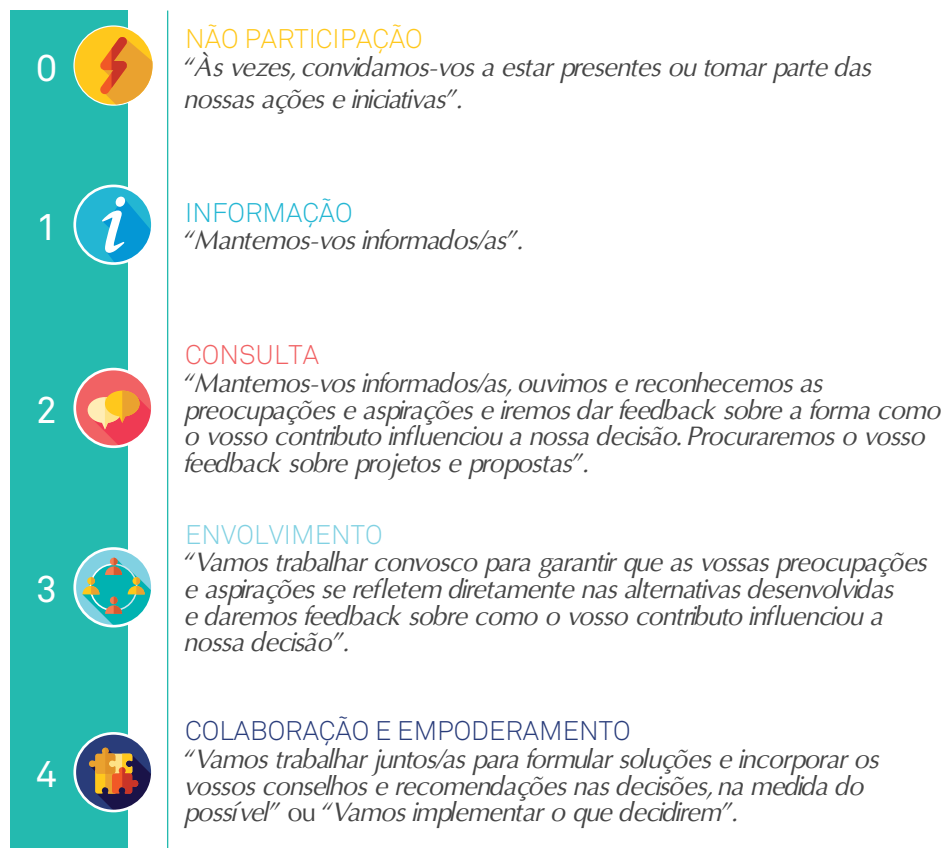 0
NÃO PARTICIPAÇÃO
“Às vezes, convidamos-vos a estar presentes ou tomar parte das
nossas ações e iniciativas”.
1
i
INFORMAÇÃO
“Mantemos-vos informados/as”.
2
CONSULTA
“Mantemos-vos informados/as, ouvimos e reconhecemos as
preocupações e aspirações e iremos dar feedback sobre a forma como
o vosso contributo influenciou a nossa decisão. Procuraremos o vosso
feedback sobre projetos e propostas”.
3
ENVOLVIMENTO
“Vamos trabalhar convosco para garantir que as vossas preocupações
e aspirações se refletem diretamente nas alternativas desenvolvidas
e daremos feedback sobre como o vosso contributo influenciou a
nossa decisão”.
4
COLABORAÇÃO E EMPODERAMENTO
“Vamos trabalhar juntos/as para formular soluções e incorporar os
vossos conselhos e recomendações nas decisões, na medida do
possível” ou “Vamos implementar o que decidirem”.